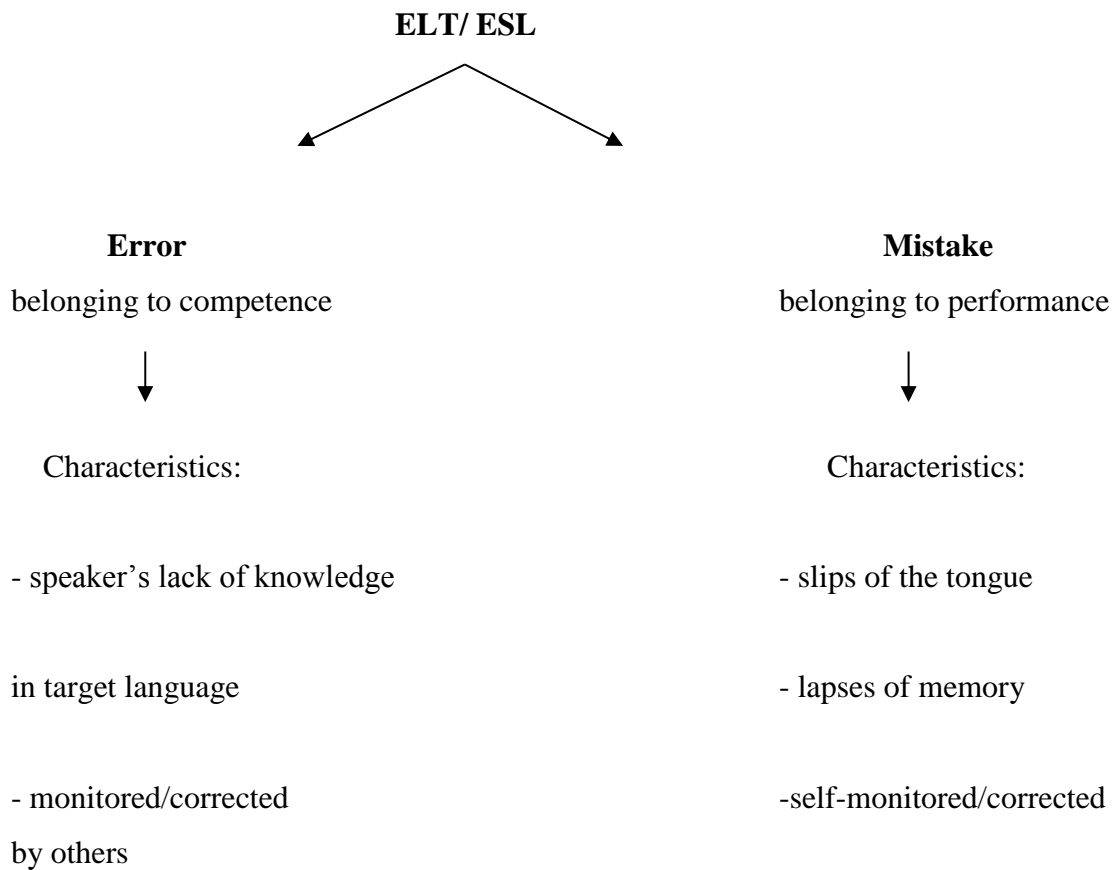 ELT/ ESL
Error
belonging to competence
Characteristics:
- speaker’s lack of knowledge
in target language
- monitored/corrected
by others
Mistake
belonging to performance
Characteristics:
- slips of the tongue
- lapses of memory
-self-monitored/corrected